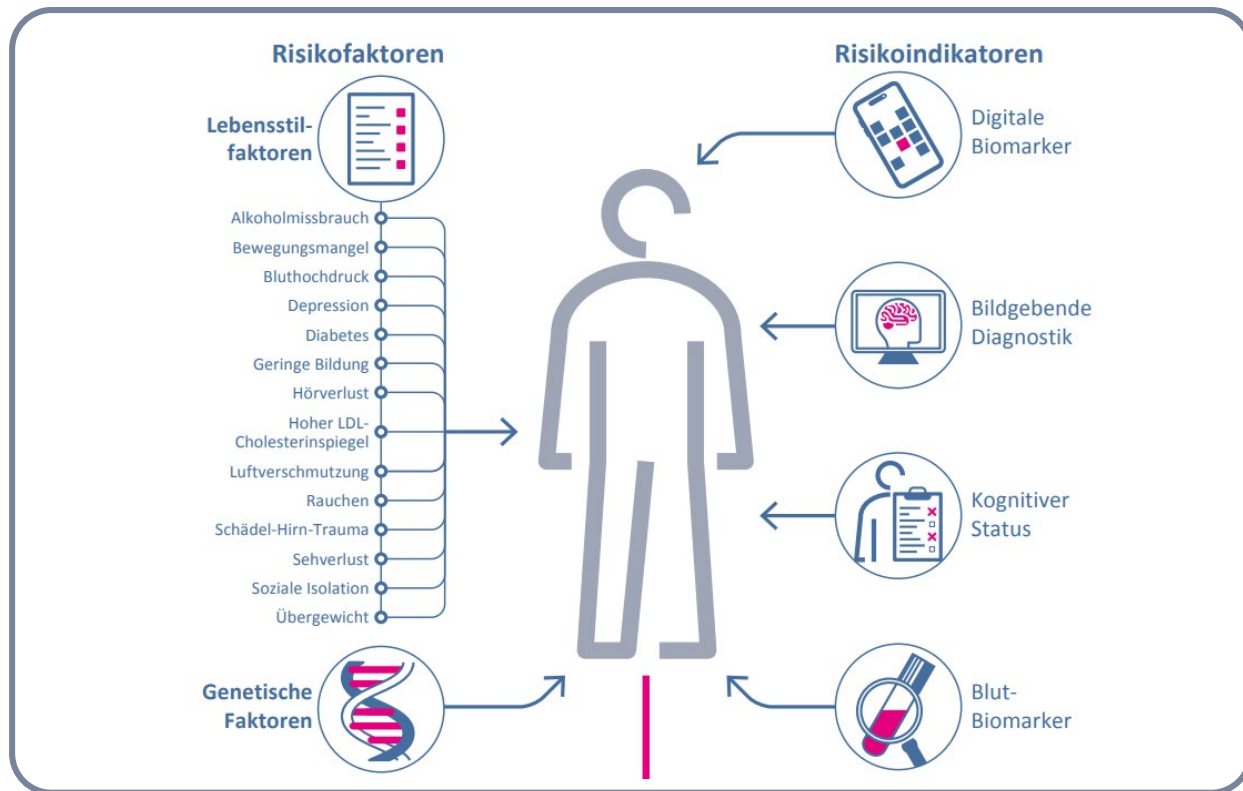 Risikofaktoren
Lebensstil-
faktoren
Alkoholmissbrauch
Bewegungsmangel
Bluthochdruck
Depression
Diabetes
Geringe Bildung
Hörverlust
Hoher LDL-
Cholesterinspiegel
Luftverschmutzung
Rauchen
Schädel-Hirn-Trauma
Sehverlust
Soziale Isolation
Übergewicht
Genetische
Faktoren
Risikoindikatoren
Digitale
Biomarker
Bildgebende
Diagnostik
Kognitiver
Status
Blut-
Biomarker